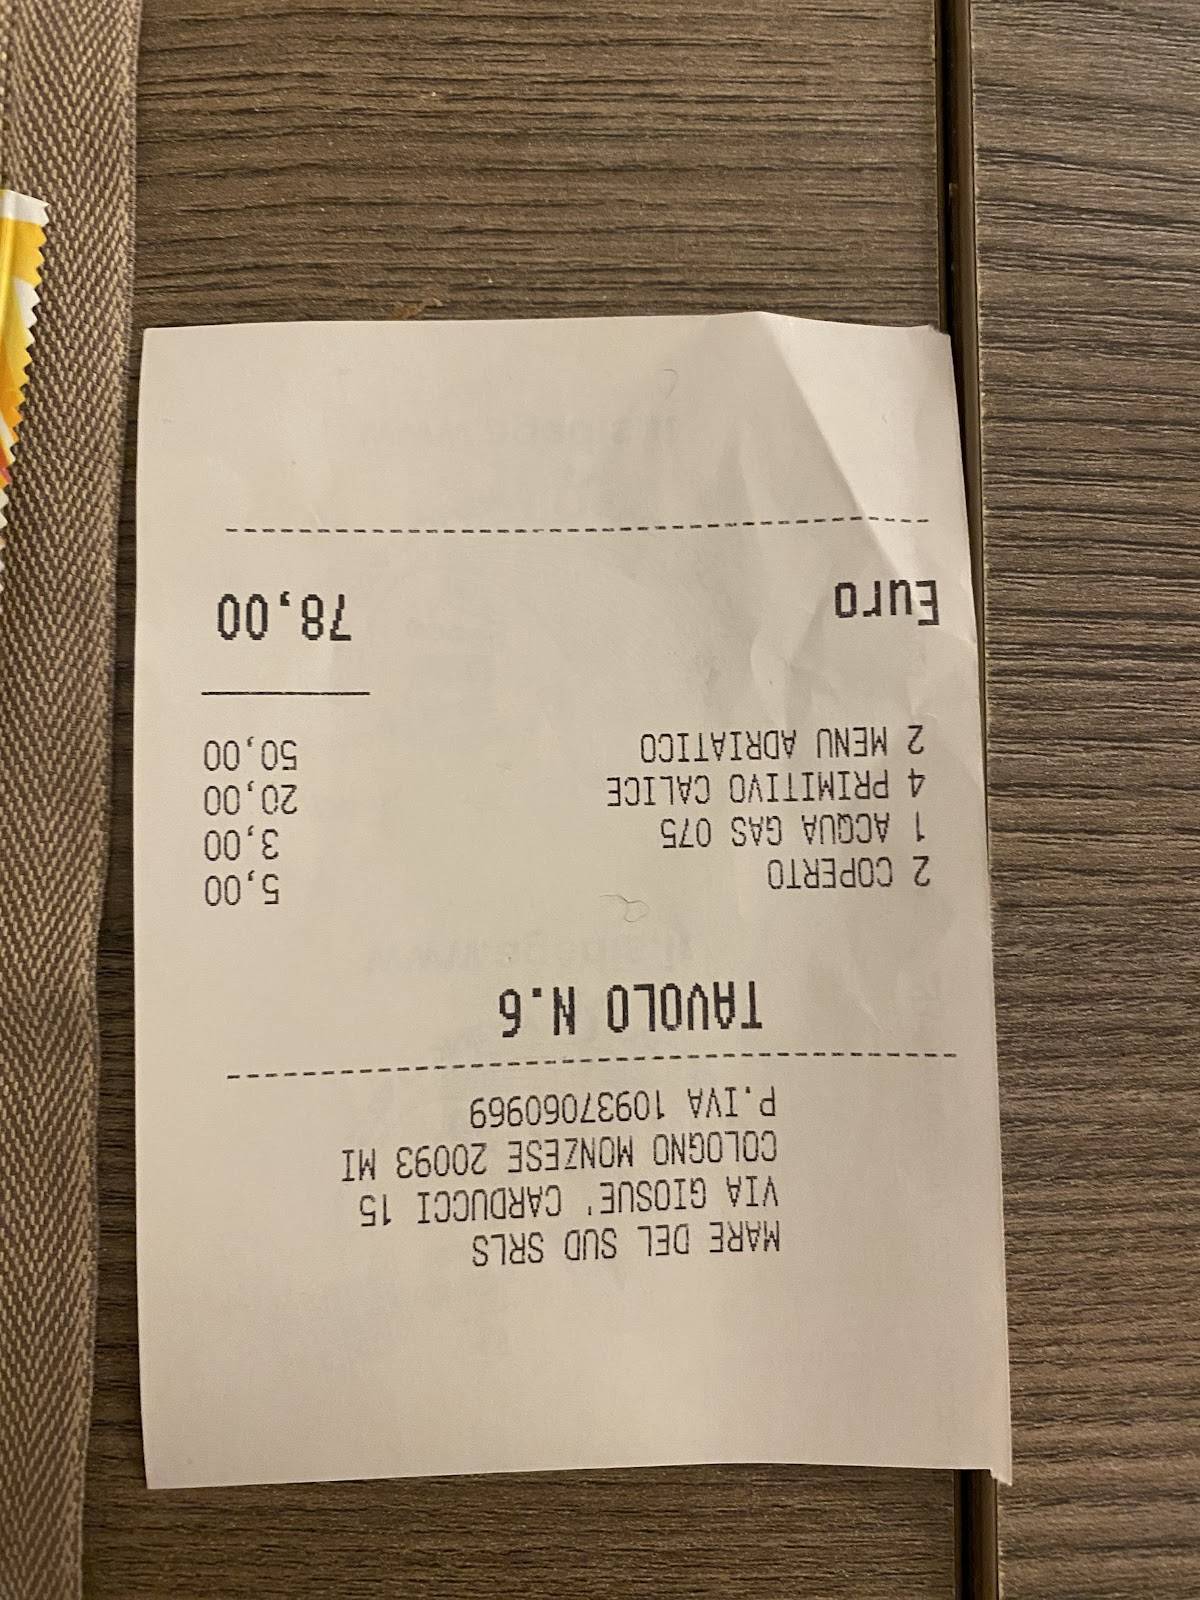 MARE DEL SUD SRLS
VIA GIOSUE' CARDUCCI 15
COLOGNO MONZESE 20093 MI
P.IVA 10937060969
TAVOLO N.6
2 COPERTO 5,00
1 ACQUA GAS 075 3,00
4 PRIMITIVO CALICE 20,00
2 MENU ADRIATICO 50,00
Euro 78,00